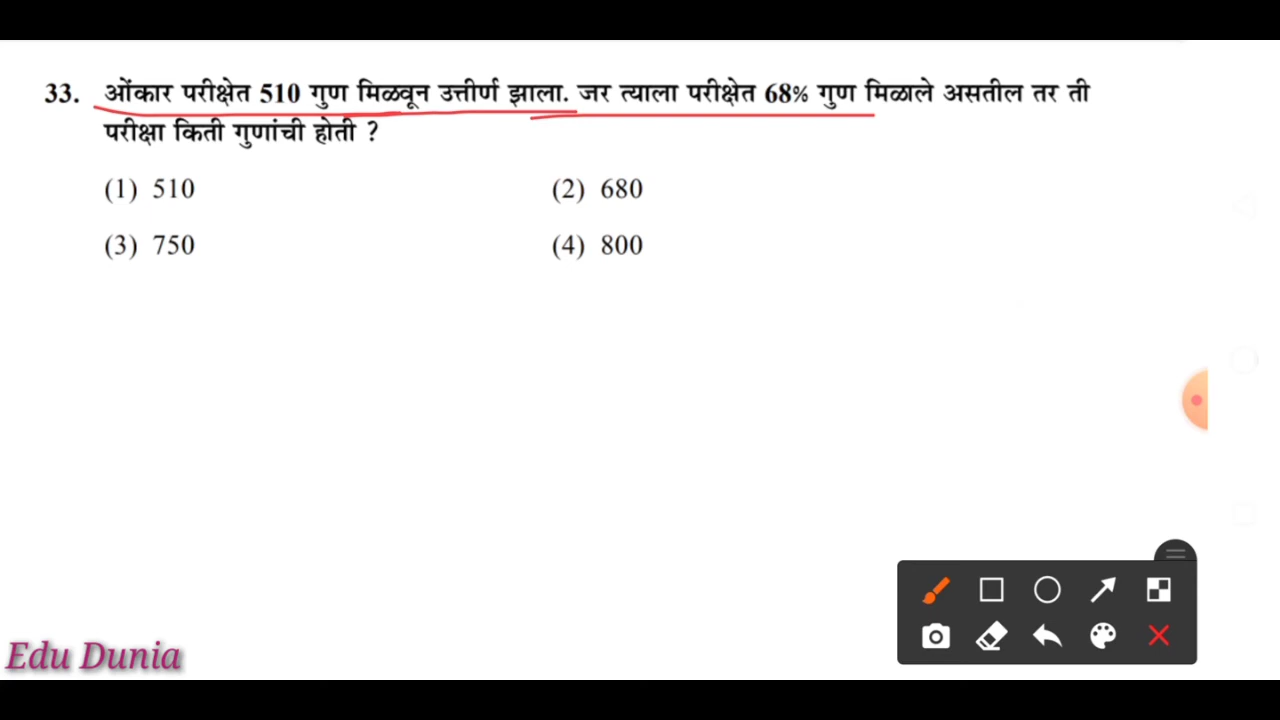 33. ओंकार परीक्षेत 510 गुण मिळवून उत्तीर्ण झाला. जर त्याला परीक्षेत 68% गुण मिळाले असतील तर ती
परीक्षा किती गुणांची होती ?
(1) 510 (2) 680
(3) 750 (4) 800
Edu Dunia